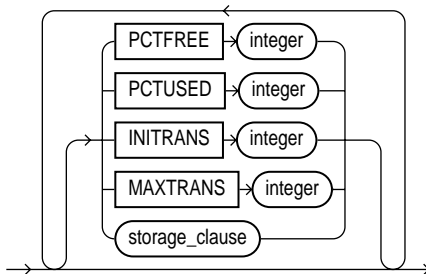 PCTFREE integer
PCTUSED integer
INITRANS integer
MAXTRANS integer
storage_clause